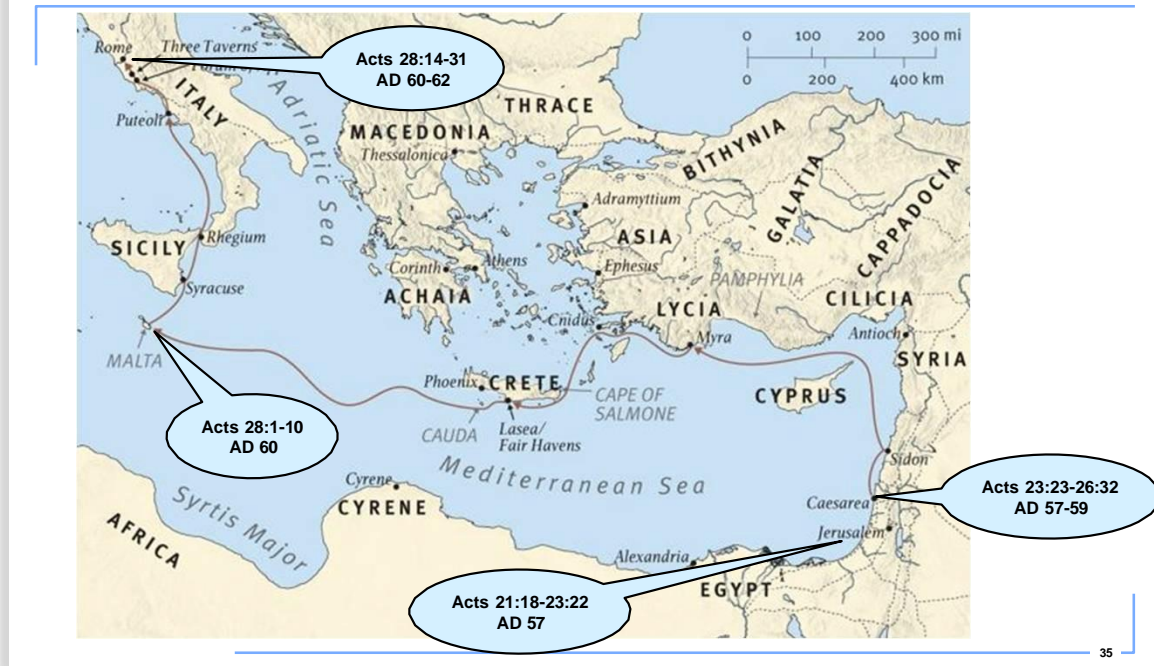 Rome
Three Taverns
Acts 28:14-31
AD 60-62
0 100 200 300 mi
0 200 400 km
ITALY
Adriatic Sea
THRACE
MACEDONIA
Thessalonica
BITHYNIA
Puteoli
GALATIA
CAPPADOCIA
Adramyttium
ASIA
SICILY
Rhegium
Corinth
Athens
Ephesus
PAMPHYLIA
Syracuse
ACHAIA
LYCIA
CILICIA
Cnidus
Myra
Antioch
MALTA
SYRIA
Phoenix
CRETE
CAPE OF
SALMONE
CYPRUS
Acts 28:1-10
AD 60
CAUDA
Lasea/
Fair Havens
Sidon
Mediterranean Sea
Cyrene
CYRENE
Syrtis Major
Caesarea
Acts 23:23-26:32
AD 57-59
AFRICA
Jerusalem
Alexandria
EGYPT
Acts 21:18-23:22
AD 57
35